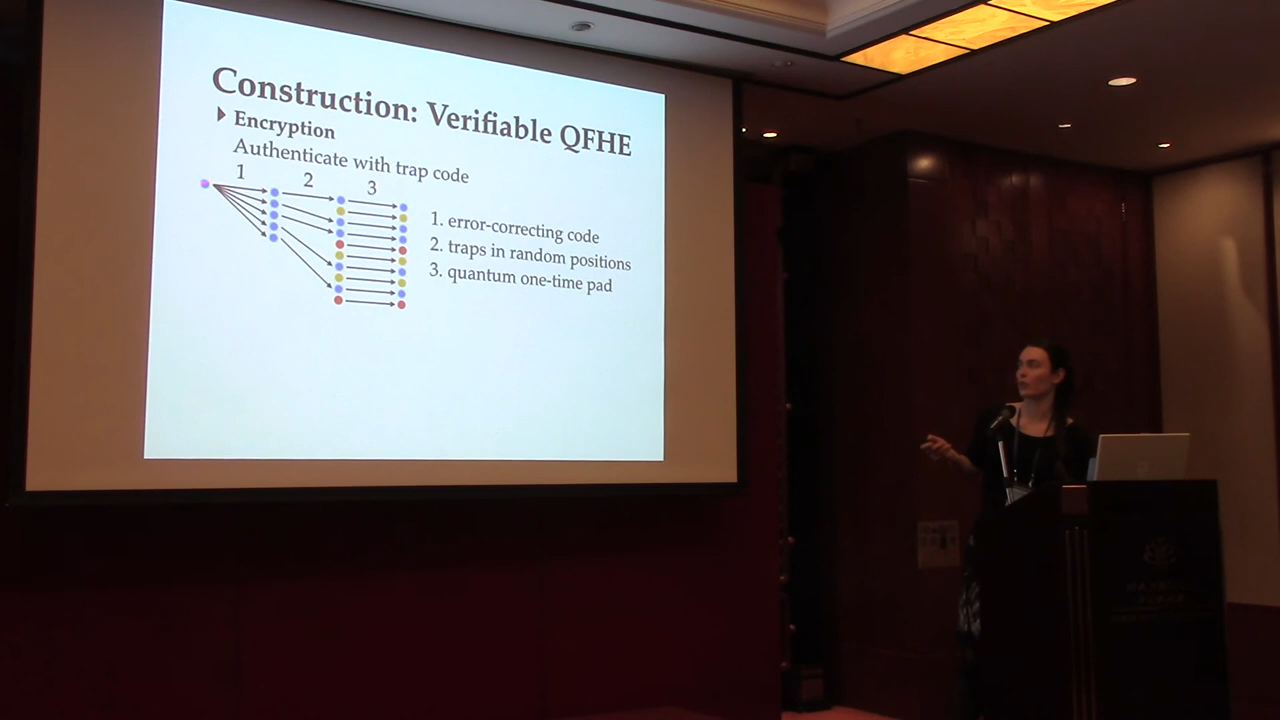 Construction: Verifiable QFHE
Encryption
Authenticate with trap code
1 2 3
1. error-correcting code
2. traps in random positions
3. quantum one-time pad